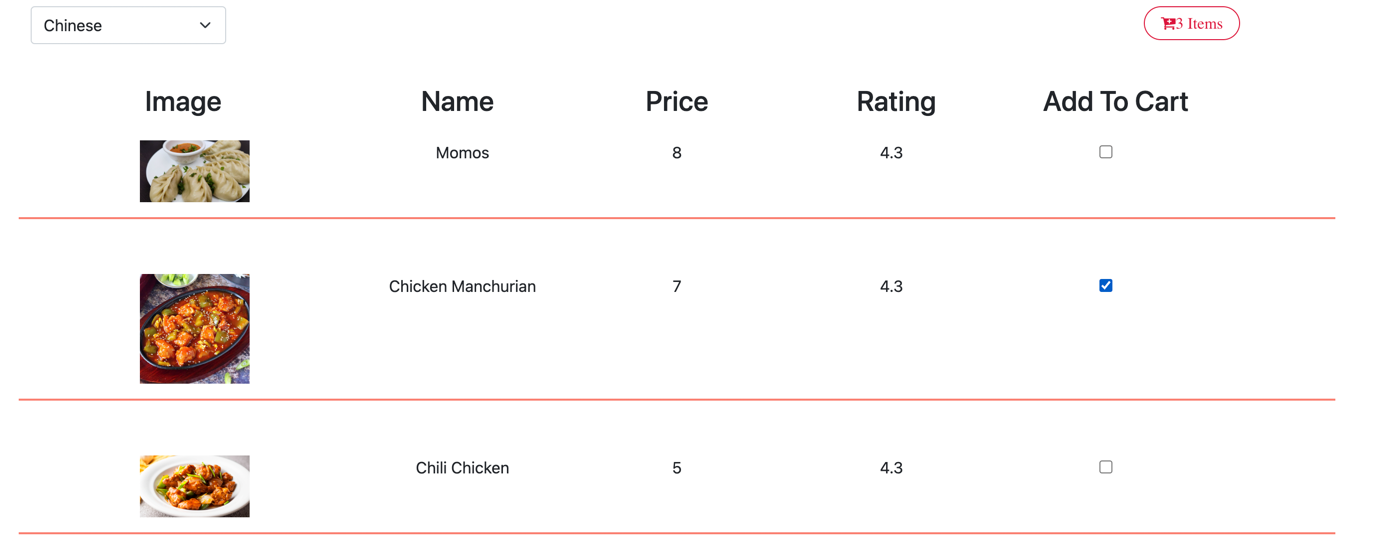 Chinese
3 Items
Image Name Price Rating Add To Cart
Momos 8 4.3
Chicken Manchurian 7 4.3
Chili Chicken 5 4.3